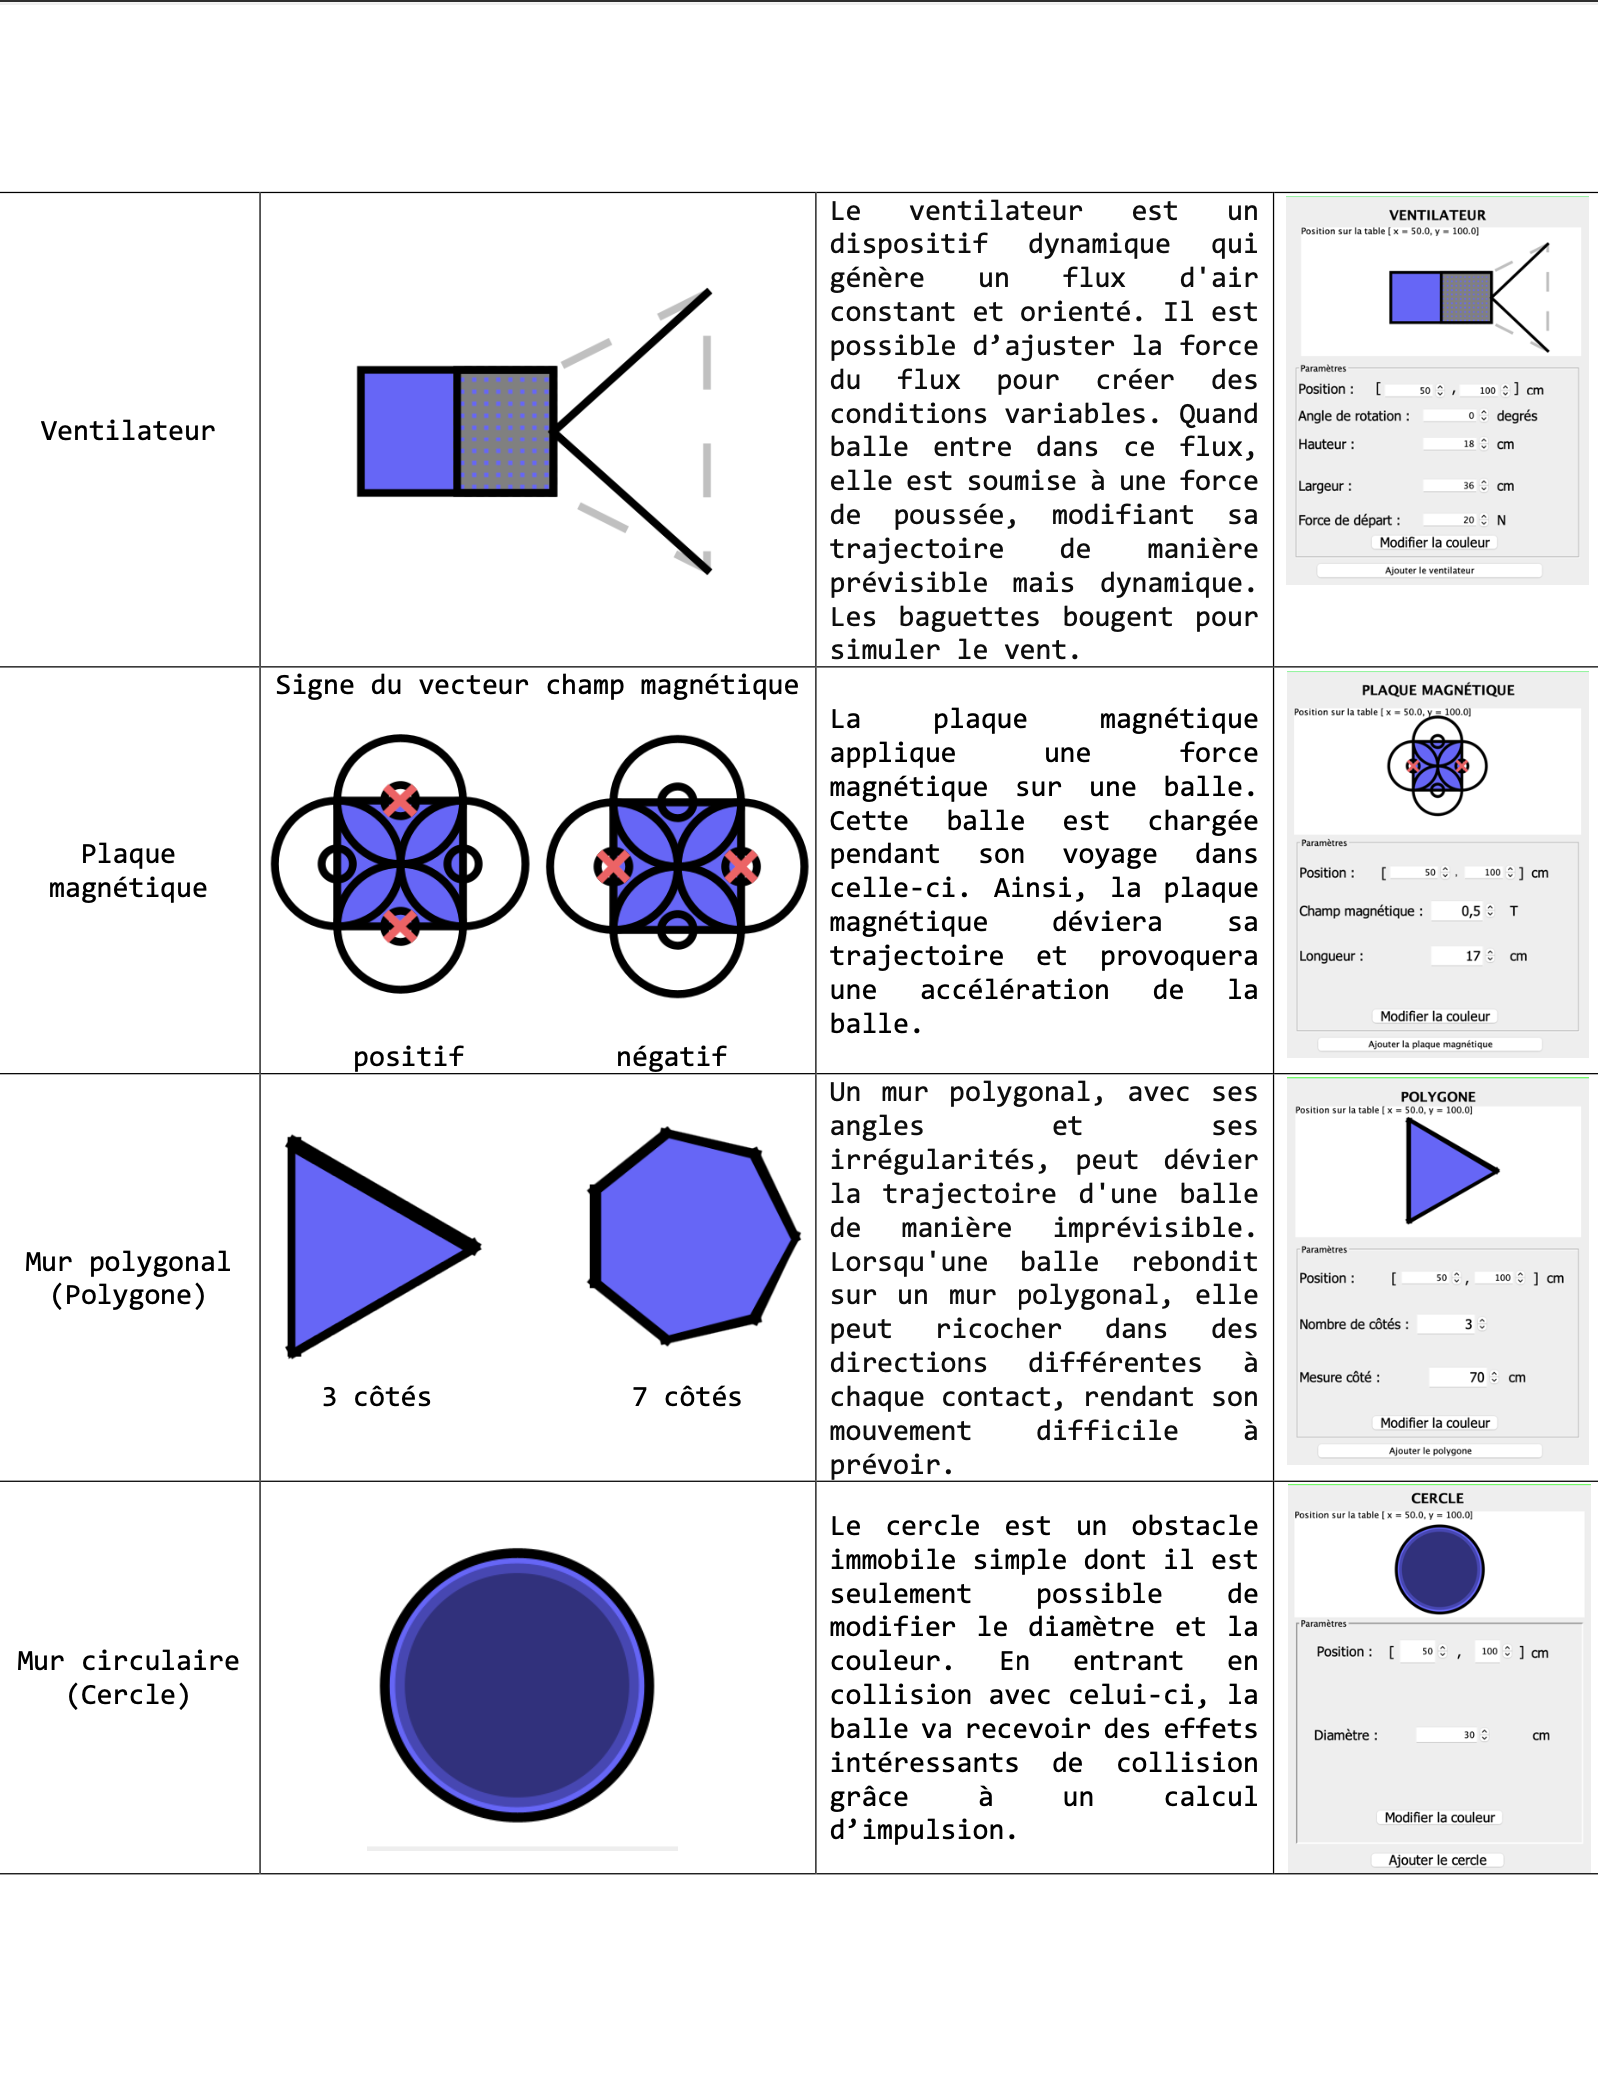 Ventilateur
Le ventilateur est un
dispositif dynamique qui
génère un flux d'air
constant et orienté. Il est
possible d’ajuster la force
du flux pour créer des
conditions variables. Quand
balle entre dans ce flux,
elle est soumise à une force
de poussée, modifiant sa
trajectoire de manière
prévisible mais dynamique.
Les baguettes bougent pour
simuler le vent.
VENTILATEUR
Position sur la table [ x = 50.0, y = 100.0]
Paramètres
Position : [ 50 , 100 ] cm
Angle de rotation : 0 degrés
Hauteur : 18 cm
Largeur : 36 cm
Force de départ : 20 N
Modifier la couleur
Ajouter le ventilateur
Plaque
magnétique
Signe du vecteur champ magnétique
positif négatif
La plaque magnétique
applique une force
magnétique sur une balle.
Cette balle est chargée
pendant son voyage dans
celle-ci. Ainsi, la plaque
magnétique déviera sa
trajectoire et provoquera
une accélération de la
balle.
PLAQUE MAGNÉTIQUE
Position sur la table [ x = 50.0, y = 100.0]
Paramètres
Position : [ 50 , 100 ] cm
Champ magnétique : 0,5 T
Longueur : 17 cm
Modifier la couleur
Ajouter la plaque magnétique
Mur polygonal
(Polygone)
3 côtés 7 côtés
Un mur polygonal, avec ses
angles et ses
irrégularités, peut dévier
la trajectoire d'une balle
de manière imprévisible.
Lorsqu'une balle rebondit
sur un mur polygonal, elle
peut ricocher dans des
directions différentes à
chaque contact, rendant son
mouvement difficile à
prévoir.
POLYGONE
Position sur la table [ x = 50.0, y = 100.0]
Paramètres
Position : [ 50 , 100 ] cm
Nombre de côtés : 3
Mesure côté : 70 cm
Modifier la couleur
Ajouter le polygone
Mur circulaire
(Cercle)
Le cercle est un obstacle
immobile simple dont il est
seulement possible de
modifier le diamètre et la
couleur. En entrant en
collision avec celui-ci, la
balle va recevoir des effets
intéressants de collision
grâce à un calcul
d’impulsion.
CERCLE
Position sur la table [ x = 50.0, y = 100.0]
Paramètres
Position : [ 50 , 100 ] cm
Diamètre : 30 cm
Modifier la couleur
Ajouter le cercle